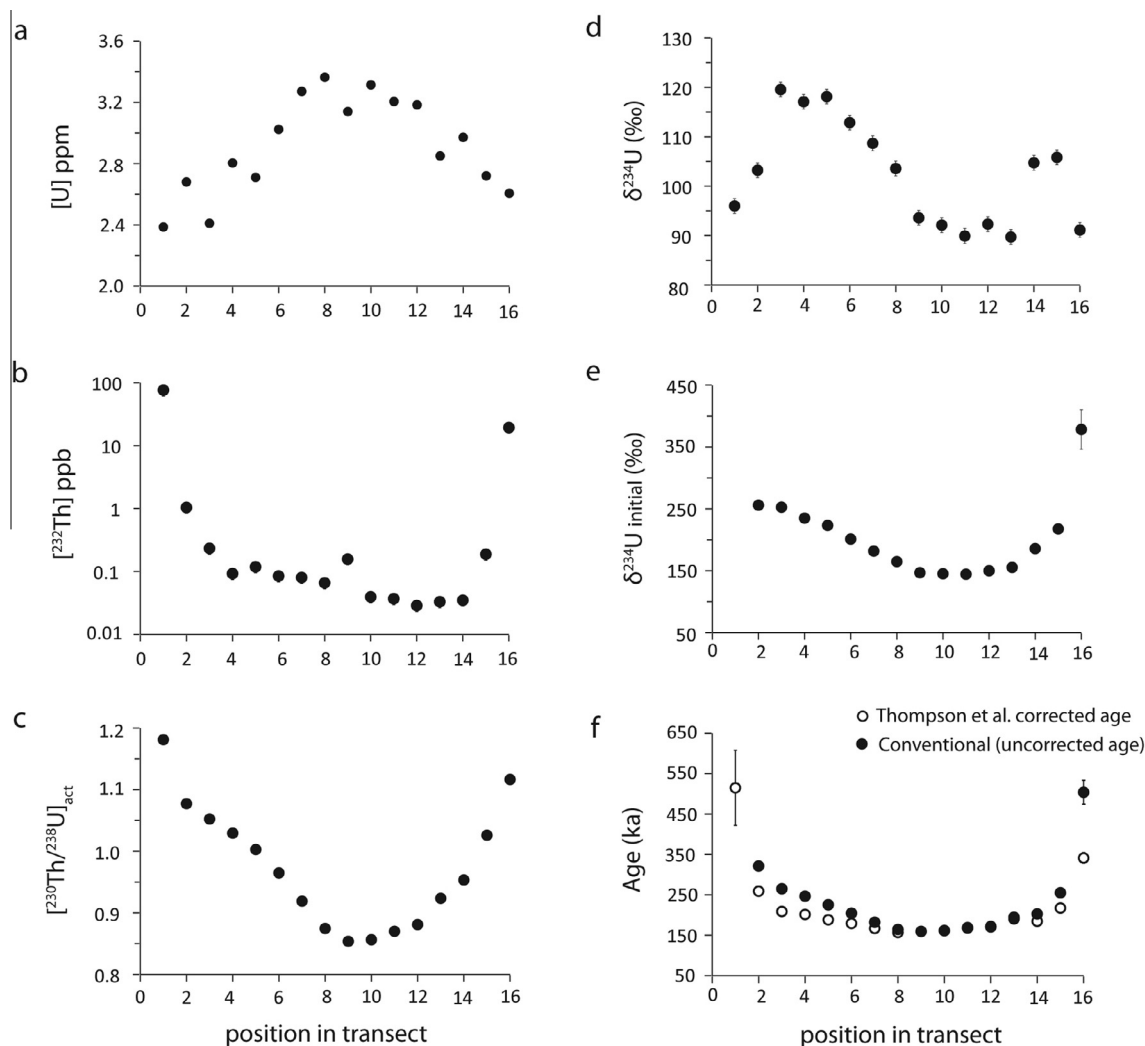 a
3.6
3.2
2.8
2.4
2.0
[U] ppm
0 2 4 6 8 10 12 14 16
b
100
10
1
0.1
0.01
[²³²Th] ppb
0 2 4 6 8 10 12 14 16
c
1.2
1.1
1.0
0.9
0.8
[²³⁰Th/²³⁸U]act
0 2 4 6 8 10 12 14 16
position in transect
d
130
120
110
100
90
80
δ²³⁴U (‰)
0 2 4 6 8 10 12 14 16
e
450
350
250
150
50
δ²³⁴U initial (‰)
0 2 4 6 8 10 12 14 16
f
Thompson et al. corrected age
Conventional (uncorrected age)
650
550
450
350
250
150
50
Age (ka)
0 2 4 6 8 10 12 14 16
position in transect